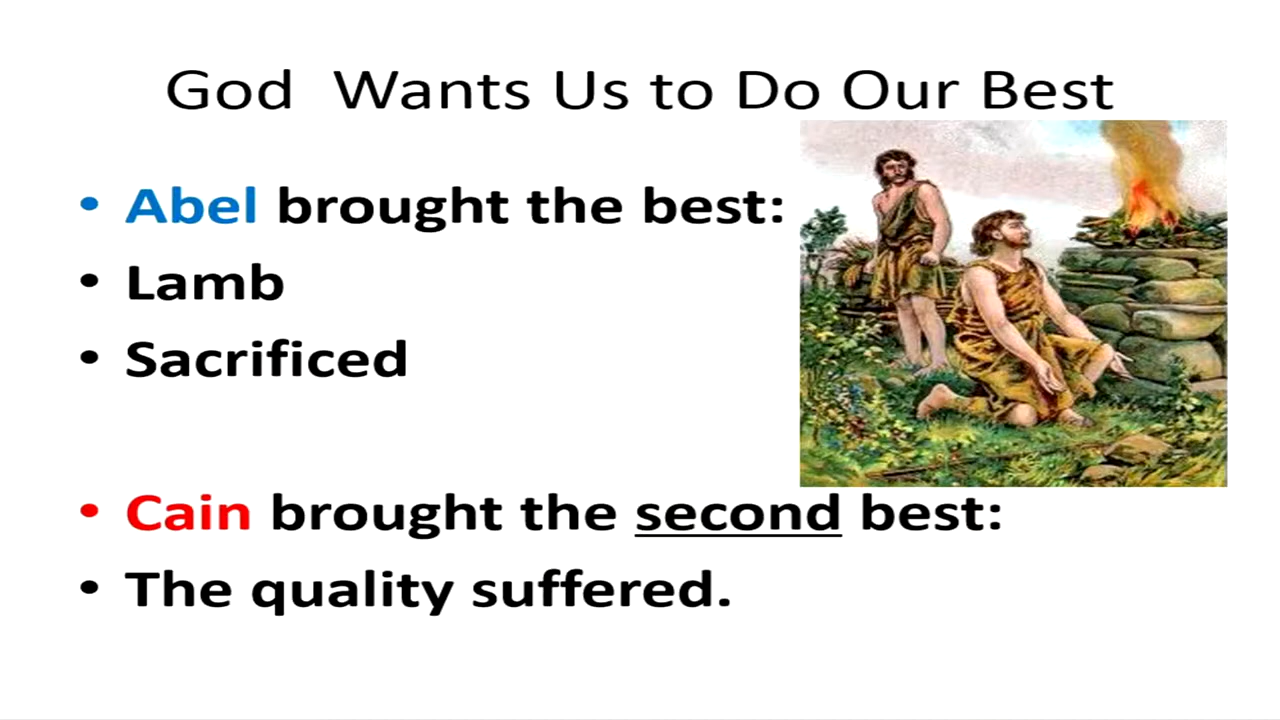 God Wants Us to Do Our Best
• Abel brought the best:
• Lamb
• Sacrificed
• Cain brought the second best:
• The quality suffered.